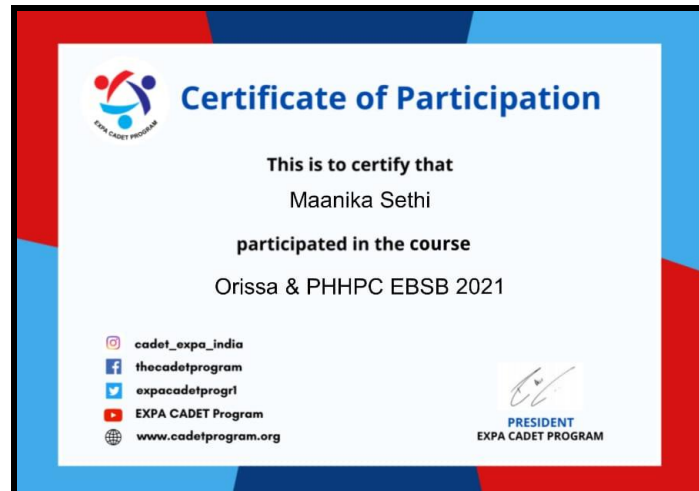 Certificate of Participation
EXPA CADET PROGRAM
This is to certify that
Maanika Sethi
participated in the course
Orissa & PHHPC EBSB 2021
cadet_expa_india
thecadetprogram
expacadetprogr1
EXPA CADET Program
www.cadetprogram.org
PRESIDENT
EXPA CADET PROGRAM